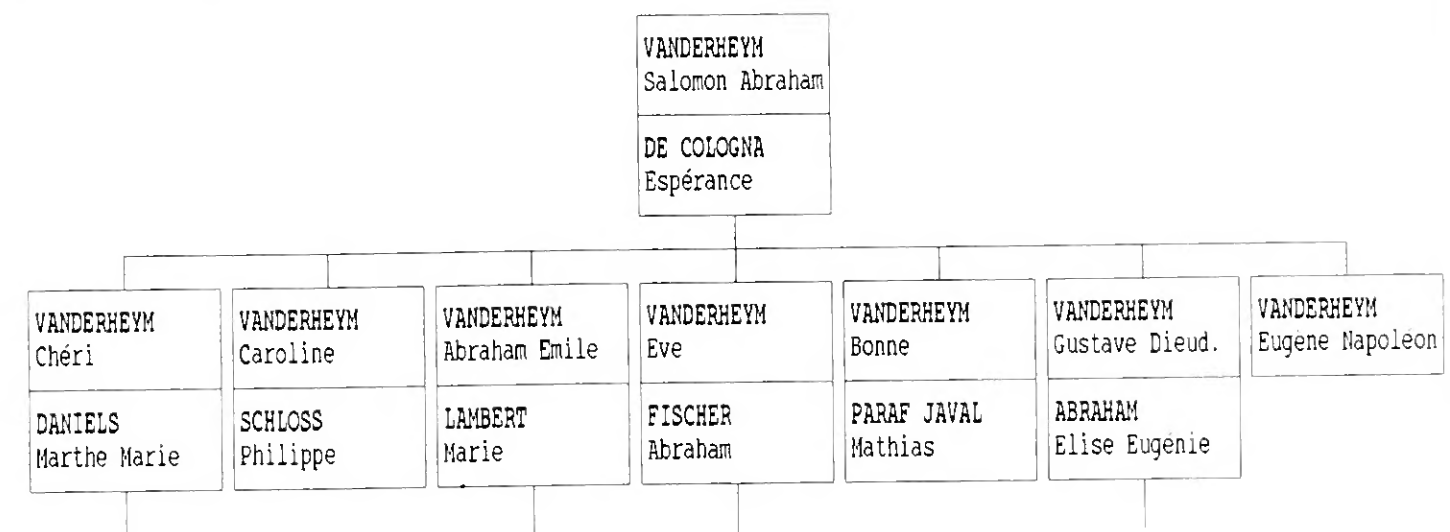 VANDERHEYM
Salomon Abraham
DE COLOGNA
Espérance
VANDERHEYM
Chéri
DANIELS
Marthe Marie
VANDERHEYM
Caroline
SCHLOSS
Philippe
VANDERHEYM
Abraham Emile
LAMBERT
Marie
VANDERHEYM
Eve
FISCHER
Abraham
VANDERHEYM
Bonne
PARAF JAVAL
Mathias
VANDERHEYM
Gustave Dieud.
ABRAHAM
Elise Eugénie
VANDERHEYM
Eugène Napoléon